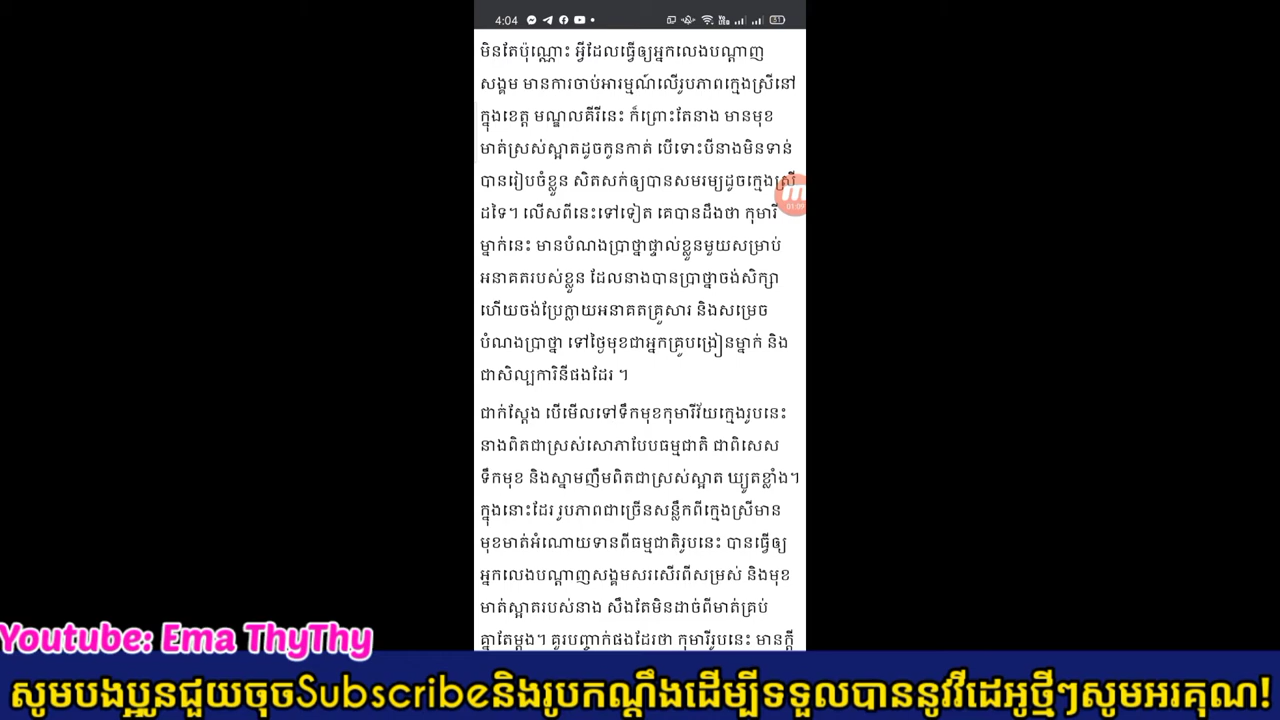 4:04
81
មិនតែប៉ុណ្ណោះ អ្វីដែលធ្វើឲ្យអ្នកលេងបណ្ដាញ
សង្គម មានការចាប់អារម្មណ៍លើរូបភាពក្មេងស្រីនៅ
ក្នុងខេត្ត មណ្ឌលគីរីនេះ ក៏ព្រោះតែនាង មានមុខ
មាត់ស្រស់ស្អាតដូចកូនកាត់ បើទោះបីនាងមិនទាន់
បានរៀបចំខ្លួន សិតសក់ឲ្យបានសមរម្យដូចក្មេងស្រី
01:09
ដទៃ។ លើសពីនេះទៅទៀត គេបានដឹងថា កុមារី
ម្នាក់នេះ មានបំណងប្រាថ្នាផ្ទាល់ខ្លួនមួយសម្រាប់
អនាគតរបស់ខ្លួន ដែលនាងបានប្រាថ្នាចង់សិក្សា
ហើយចង់ប្រែក្លាយអនាគតគ្រួសារ និងសម្រេច
បំណងប្រាថ្នា ទៅថ្ងៃមុខជាអ្នកគ្រូបង្រៀនម្នាក់ និង
ជាសិល្បការិនីផងដែរ ។
ជាក់ស្ដែង បើមើលទៅទឹកមុខកុមារីវ័យក្មេងរូបនេះ
នាងពិតជាស្រស់សោភាបែបធម្មជាតិ ជាពិសេស
ទឹកមុខ និងស្នាមញឹមពិតជាស្រស់ស្អាត ឃ្យូតខ្លាំង។
ក្នុងនោះដែរ រូបភាពជាច្រើនសន្លឹកពីក្មេងស្រីមាន
មុខមាត់អំណោយទានពីធម្មជាតិរូបនេះ បានធ្វើឲ្យ
អ្នកលេងបណ្ដាញសង្គមសរសើរពីសម្រស់ និងមុខ
មាត់ស្អាតរបស់នាង សឹងតែមិនដាច់ពីមាត់គ្រប់
គ្នាតែម្ដង។ គួរបញ្ជាក់ផងដែរថា កុមារីរូបនេះ មានក្ដី
Youtube: Ema ThyThy
សូមបងប្អូនជួយចុចSubscribeនិងរូបកណ្ដឹងដើម្បីទទួលបាននូវវីដេអូថ្មីៗសូមអរគុណ!